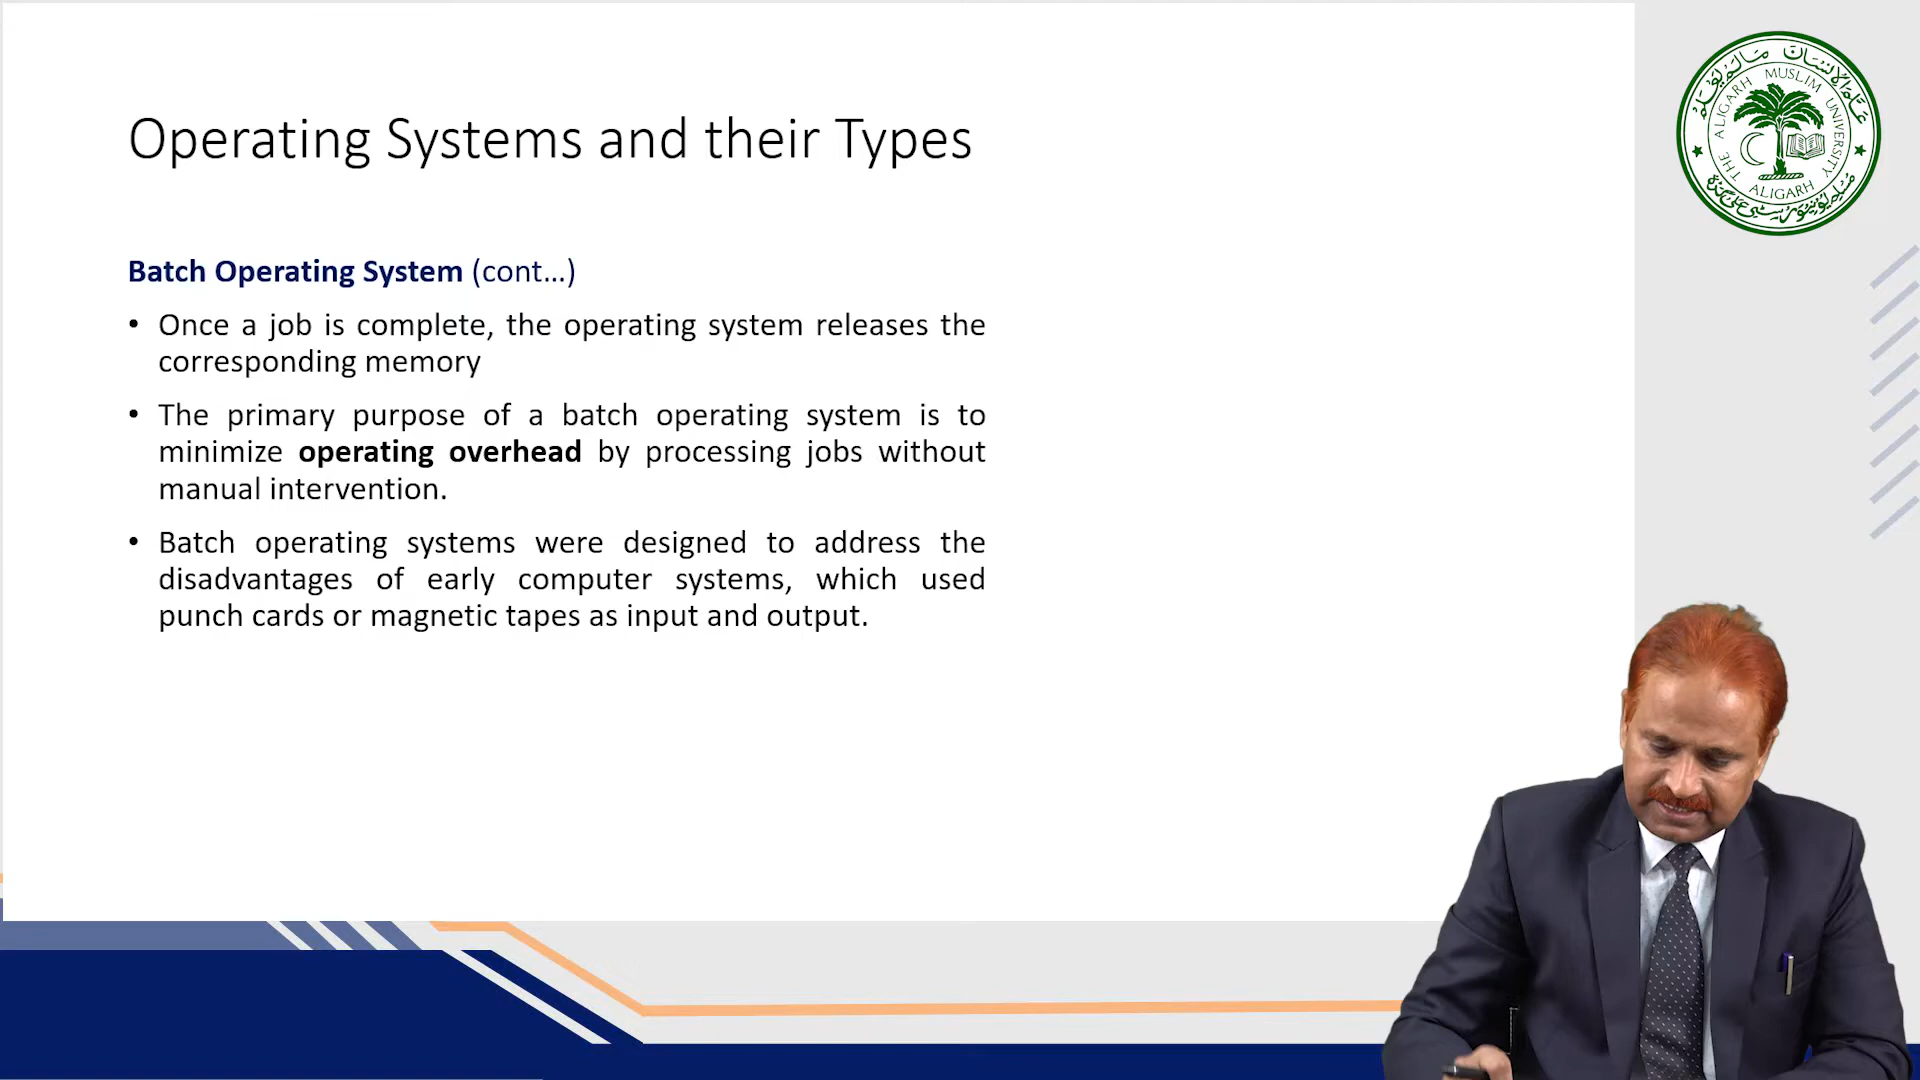 Operating Systems and their Types
Batch Operating System (cont...)
• Once a job is complete, the operating system releases the
corresponding memory
• The primary purpose of a batch operating system is to
minimize operating overhead by processing jobs without
manual intervention.
• Batch operating systems were designed to address the
disadvantages of early computer systems, which used
punch cards or magnetic tapes as input and output.
THE ALIGARH MUSLIM UNIVERSITY
ALIGARH